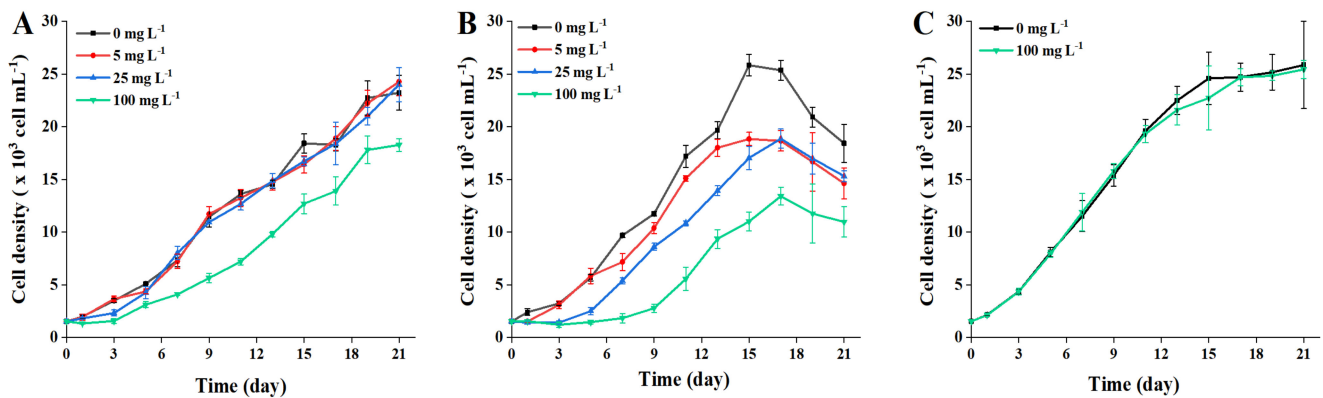 A
Cell density ( x 10³ cell mL⁻¹)
30
25
20
15
10
5
0
0 mg L⁻¹
5 mg L⁻¹
25 mg L⁻¹
100 mg L⁻¹
0 3 6 9 12 15 18 21
Time (day)
B
Cell density ( x 10³ cell mL⁻¹)
30
25
20
15
10
5
0
0 mg L⁻¹
5 mg L⁻¹
25 mg L⁻¹
100 mg L⁻¹
0 3 6 9 12 15 18 21
Time (day)
C
Cell density ( x 10³ cell mL⁻¹)
30
25
20
15
10
5
0
0 mg L⁻¹
100 mg L⁻¹
0 3 6 9 12 15 18 21
Time (day)